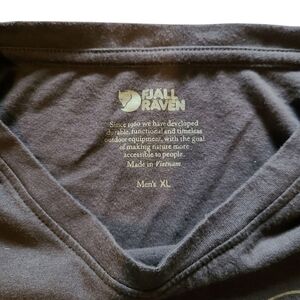 FJALL
RAVEN
Since 1960 we have developed
durable, functional and timeless
outdoor equipment, with the goal
of making nature more
accessible to people.
Made in Vietnam
Men's XL